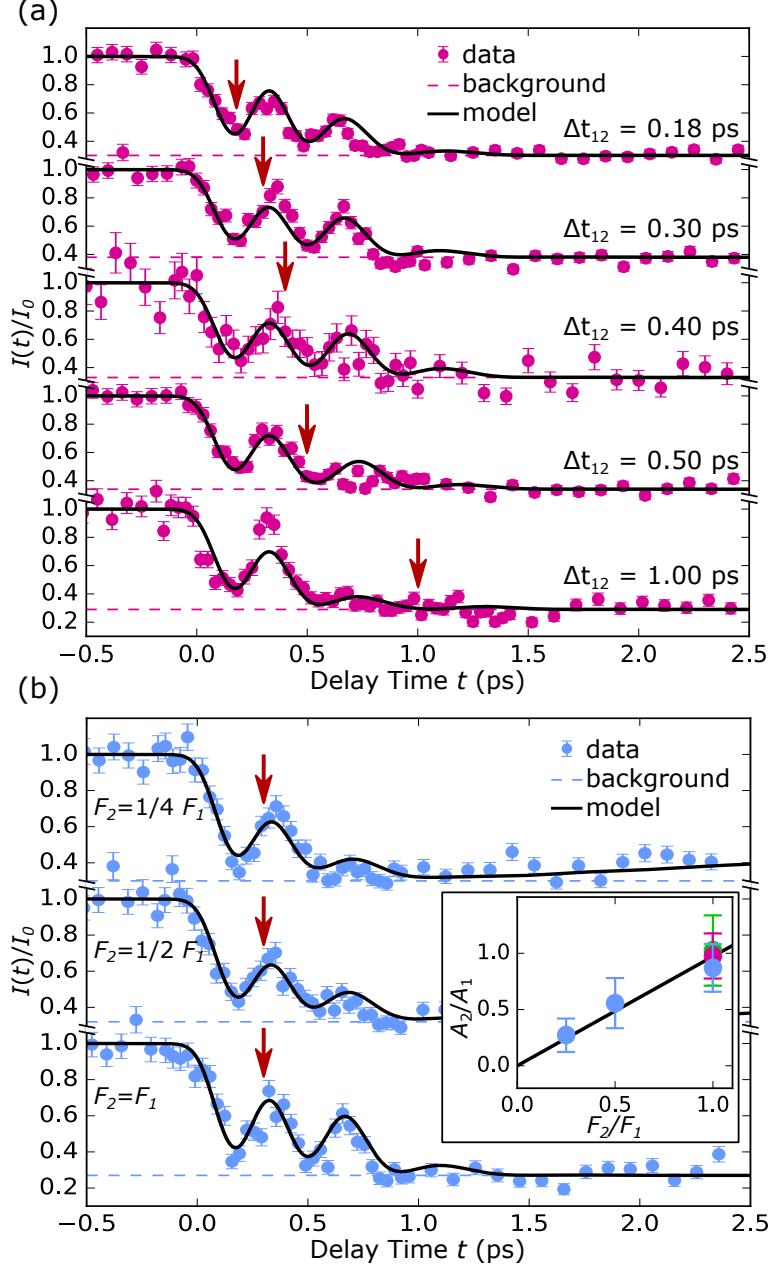 (a)
data
background
model
Δt12 = 0.18 ps
Δt12 = 0.30 ps
Δt12 = 0.40 ps
Δt12 = 0.50 ps
Δt12 = 1.00 ps
I(t)/I0
1.0
0.8
0.6
0.4
1.0
0.8
0.6
0.4
1.0
0.8
0.6
0.4
1.0
0.8
0.6
0.4
1.0
0.8
0.6
0.4
0.2
−0.5 0.0 0.5 1.0 1.5 2.0 2.5
Delay Time t (ps)
(b)
data
background
model
F2=1/4 F1
F2=1/2 F1
F2=F1
I(t)/I0
1.0
0.8
0.6
0.4
1.0
0.8
0.6
0.4
1.0
0.8
0.6
0.4
0.2
A2/A1
1.0
0.5
0.0
0.0 0.5 1.0
F2/F1
−0.5 0.0 0.5 1.0 1.5 2.0 2.5
Delay Time t (ps)